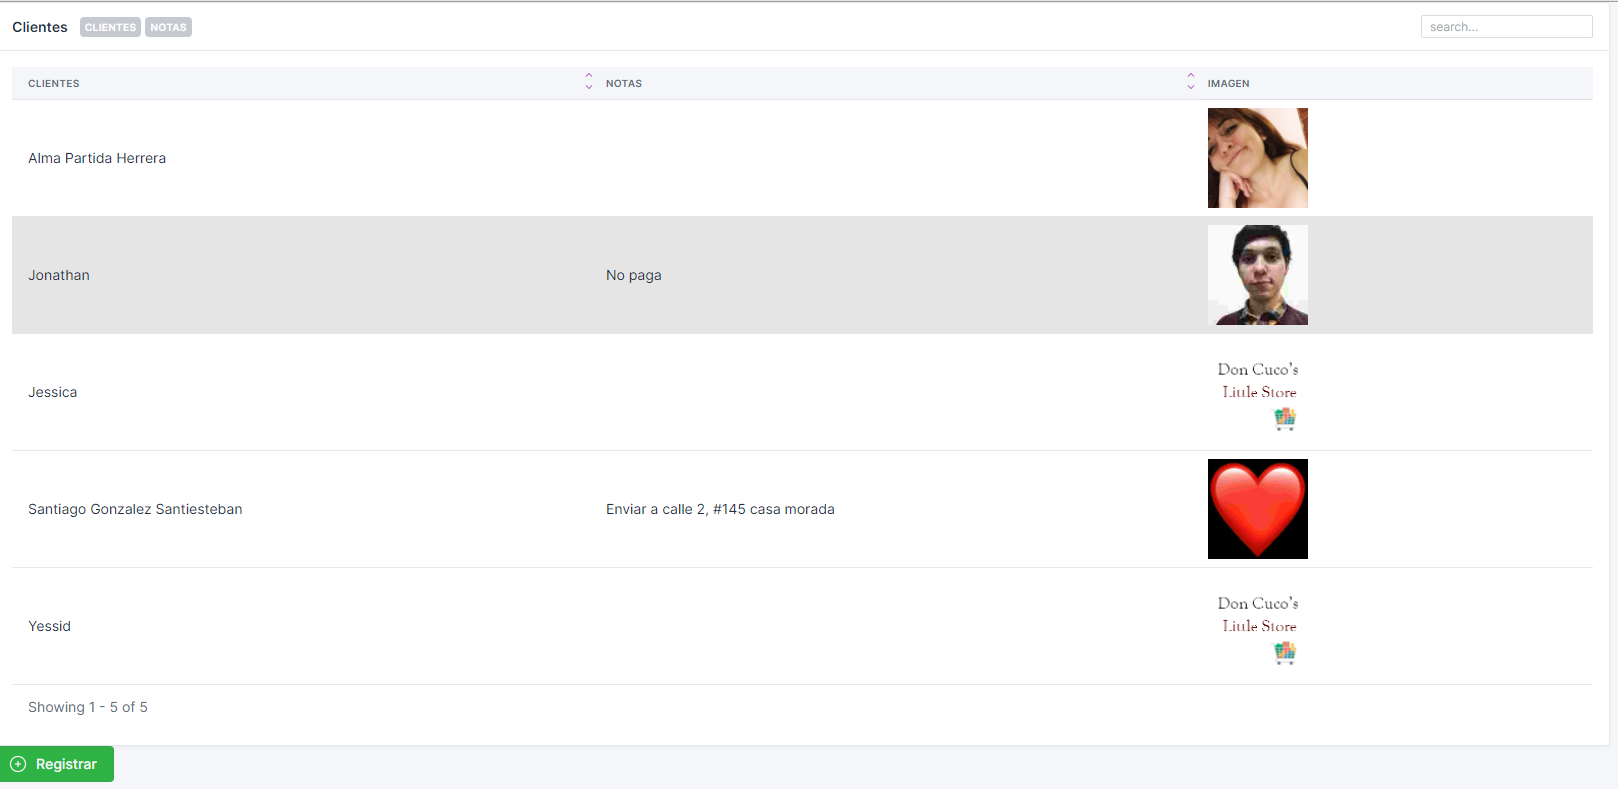 Clientes CLIENTES NOTAS search...
CLIENTES NOTAS IMAGEN
Alma Partida Herrera
Jonathan No paga
Jessica
Don Cuco's
Little Store
Santiago Gonzalez Santiesteban Enviar a calle 2, #145 casa morada
Yessid
Don Cuco's
Little Store
Showing 1 - 5 of 5
Registrar